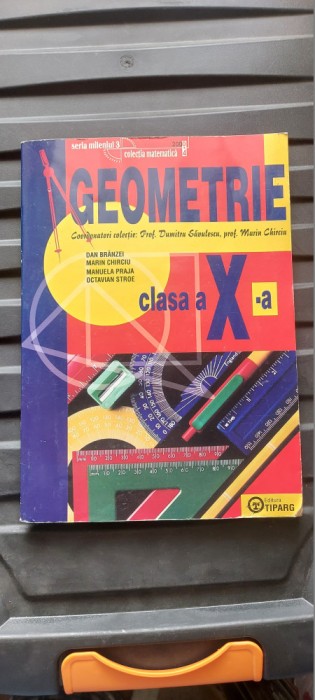 seria mileniul 3
colecția matematică
GEOMETRIE
Coordonatori colecție: Prof. Dumitru Săvulescu, prof. Marin Chirciu
DAN BRÂNZEI
MARIN CHIRCIU
MANUELA PRAJA
OCTAVIAN STROE
clasa a X-a
Editura
TIPARG